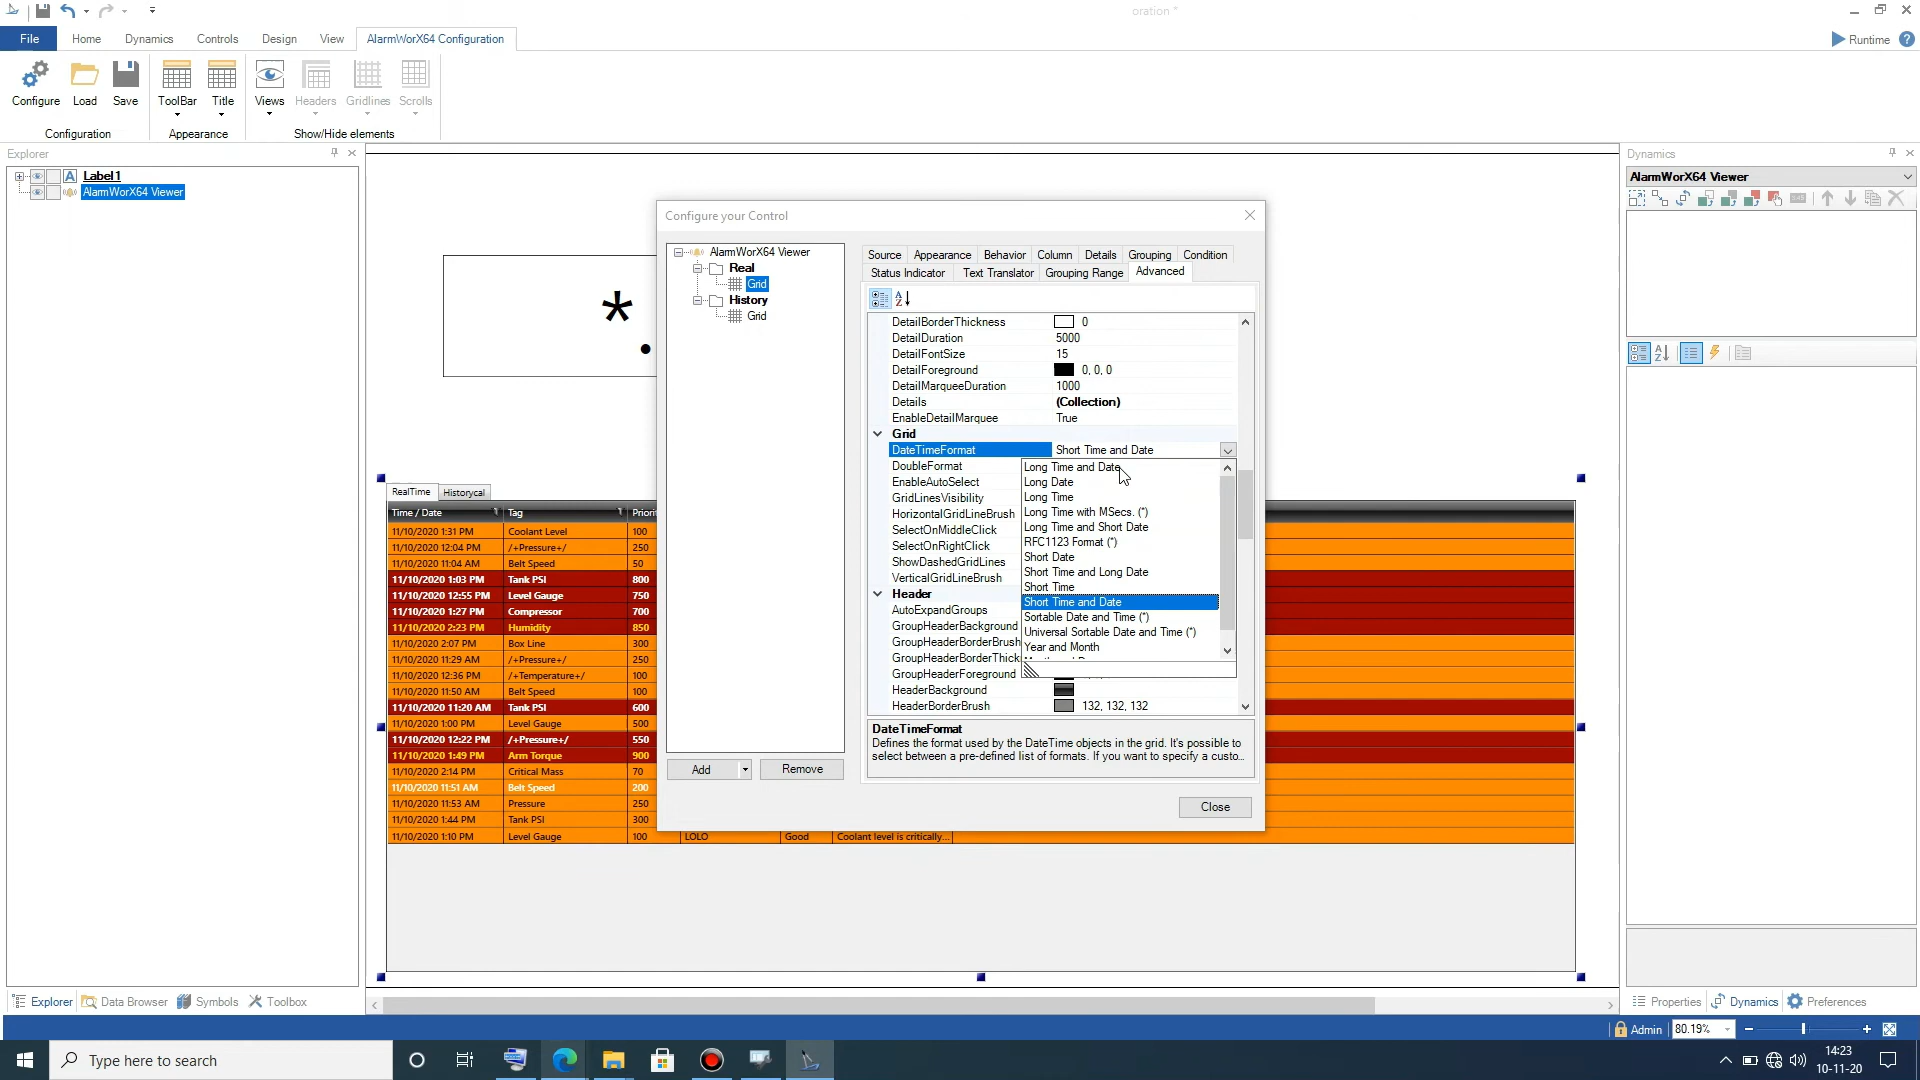 oration *
File Home Dynamics Controls Design View AlarmWorX64 Configuration
Runtime
Configure Load Save ToolBar Title Views Headers Gridlines Scrolls
Configuration Appearance Show/Hide elements
Explorer
Label1
AlarmWorX64 Viewer
Dynamics
AlarmWorX64 Viewer
*.
Configure your Control
AlarmWorX64 Viewer
Real
Grid
History
Grid
Add Remove
Source Appearance Behavior Column Details Grouping Condition
Status Indicator Text Translator Grouping Range Advanced
DetailBorderThickness 0
DetailDuration 5000
DetailFontSize 15
DetailForeground 0, 0, 0
DetailMarqueeDuration 1000
Details (Collection)
EnableDetailMarquee True
Grid
DateTimeFormat Short Time and Date
DoubleFormat
EnableAutoSelect
GridLinesVisibility
HorizontalGridLineBrush
SelectOnMiddleClick
SelectOnRightClick
ShowDashedGridLines
VerticalGridLineBrush
Header
AutoExpandGroups
GroupHeaderBackground
GroupHeaderBorderBrush
GroupHeaderForeground
HeaderBackground
HeaderBorderBrush 132, 132, 132
Long Time and Date
Long Date
Long Time
Long Time with MSecs. (*)
Long Time and Short Date
RFC1123 Format (*)
Short Date
Short Time and Long Date
Short Time
Short Time and Date
Sortable Date and Time (*)
Universal Sortable Date and Time (*)
Year and Month
DateTimeFormat
Defines the format used by the DateTime objects in the grid. It's possible to
select between a pre-defined list of formats. If you want to specify a custo...
Close
RealTime Historycal
Time / Date Tag
11/10/2020 1:31 PM Coolant Level 100
11/10/2020 12:04 PM /+Pressure+/ 250
11/10/2020 11:04 AM Belt Speed 50
11/10/2020 1:03 PM Tank PSI 800
11/10/2020 12:55 PM Level Gauge 750
11/10/2020 1:27 PM Compressor 700
11/10/2020 2:23 PM Humidity 850
11/10/2020 2:07 PM Box Line 300
11/10/2020 11:29 AM /+Pressure+/ 250
11/10/2020 12:36 PM /+Temperature+/ 100
11/10/2020 11:50 AM Belt Speed 100
11/10/2020 11:20 AM Tank PSI 600
11/10/2020 1:00 PM Level Gauge 500
11/10/2020 12:22 PM /+Pressure+/ 550
11/10/2020 1:49 PM Arm Torque 900
11/10/2020 2:14 PM Critical Mass 70
11/10/2020 11:51 AM Belt Speed 200
11/10/2020 11:53 AM Pressure 250
11/10/2020 1:44 PM Tank PSI 300
11/10/2020 1:10 PM Level Gauge 100 LOLO Good Coolant level is critically...
Explorer Data Browser Symbols Toolbox
Properties Dynamics Preferences
Admin 80.19%
Type here to search
14:23
10-11-20